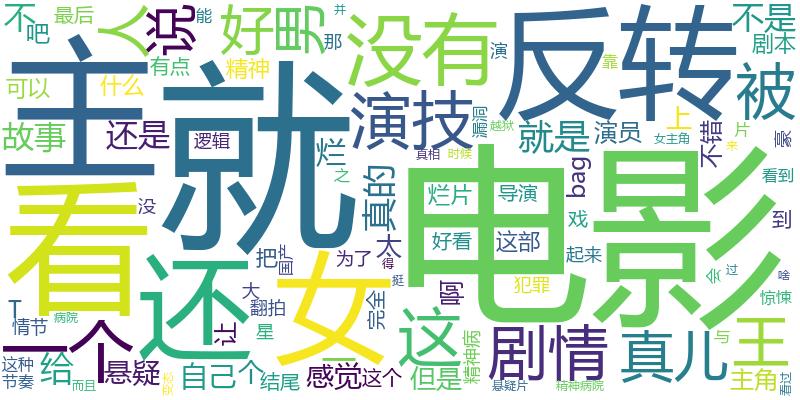 不 吧 最后 人 说 好 男 并 能 那 没有 演 反转 不是 剧本
可以 什么 有点 精神 靠 被
主 就 故事 还是 逻辑 烂 演技 漏洞 越狱 就是 演员 上 不错 片 女主角 来 豪
看 没 真的 真相 时候 电影 看到
还 女 把 之 烂片 导演 bag 戏 到
大 国产 为了 太 得 好看 这部 起来 会 过 啥
T 情节 病院 让 翻拍 星 完全 挺 啊 犯罪 惊悚
一个 给 这 剧情 真儿 与 王
这种 节奏 而且 悬疑 自己 个 结尾 感觉 这个 但是 精神病 悬疑片 精神病院 主角 看过